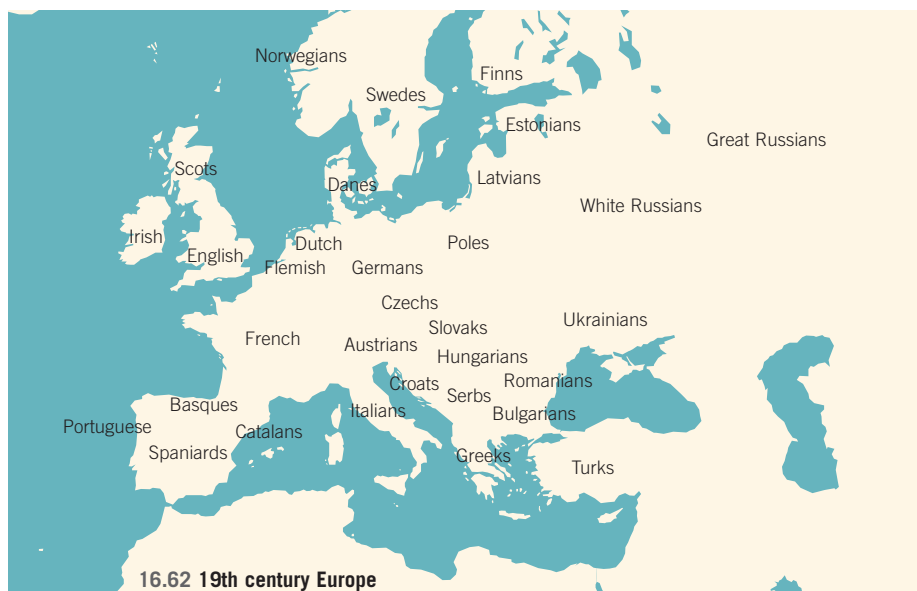 Norwegians
Finns
Swedes
Estonians
Great Russians
Scots
Latvians
Danes
White Russians
Irish
Dutch
Poles
English
Flemish
Germans
Czechs
Ukrainians
Slovaks
French
Austrians
Hungarians
Croats
Romanians
Serbs
Basques
Italians
Bulgarians
Portuguese
Catalans
Spaniards
Greeks
Turks
16.62 19th century Europe